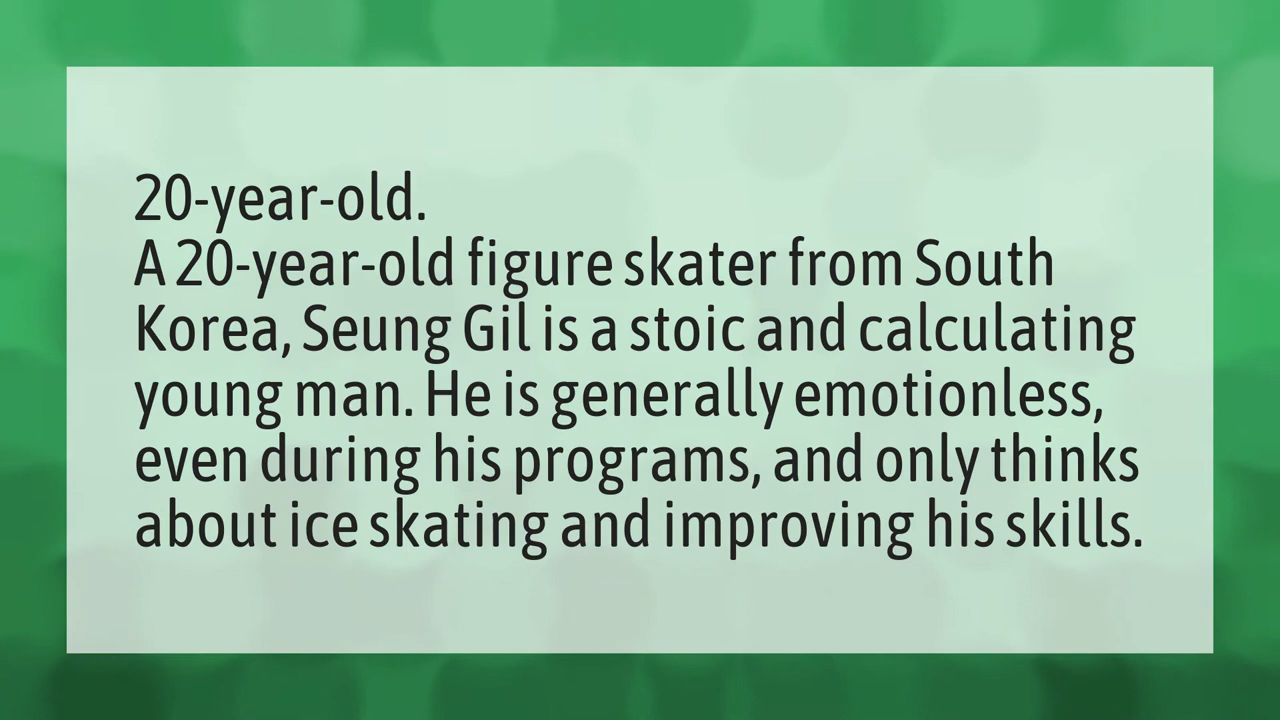 20-year-old.
A 20-year-old figure skater from South
Korea, Seung Gil is a stoic and calculating
young man. He is generally emotionless,
even during his programs, and only thinks
about ice skating and improving his skills.